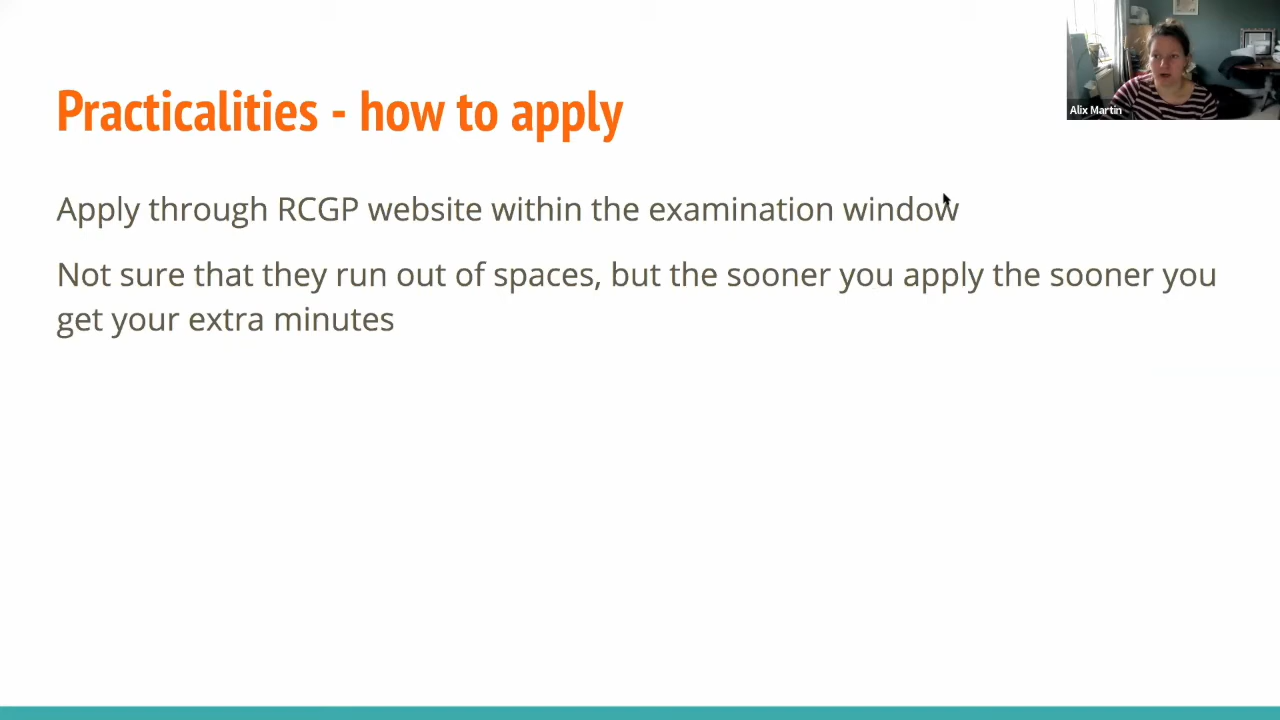 Practicalities - how to apply
Alix Martin
Apply through RCGP website within the examination window
Not sure that they run out of spaces, but the sooner you apply the sooner you
get your extra minutes